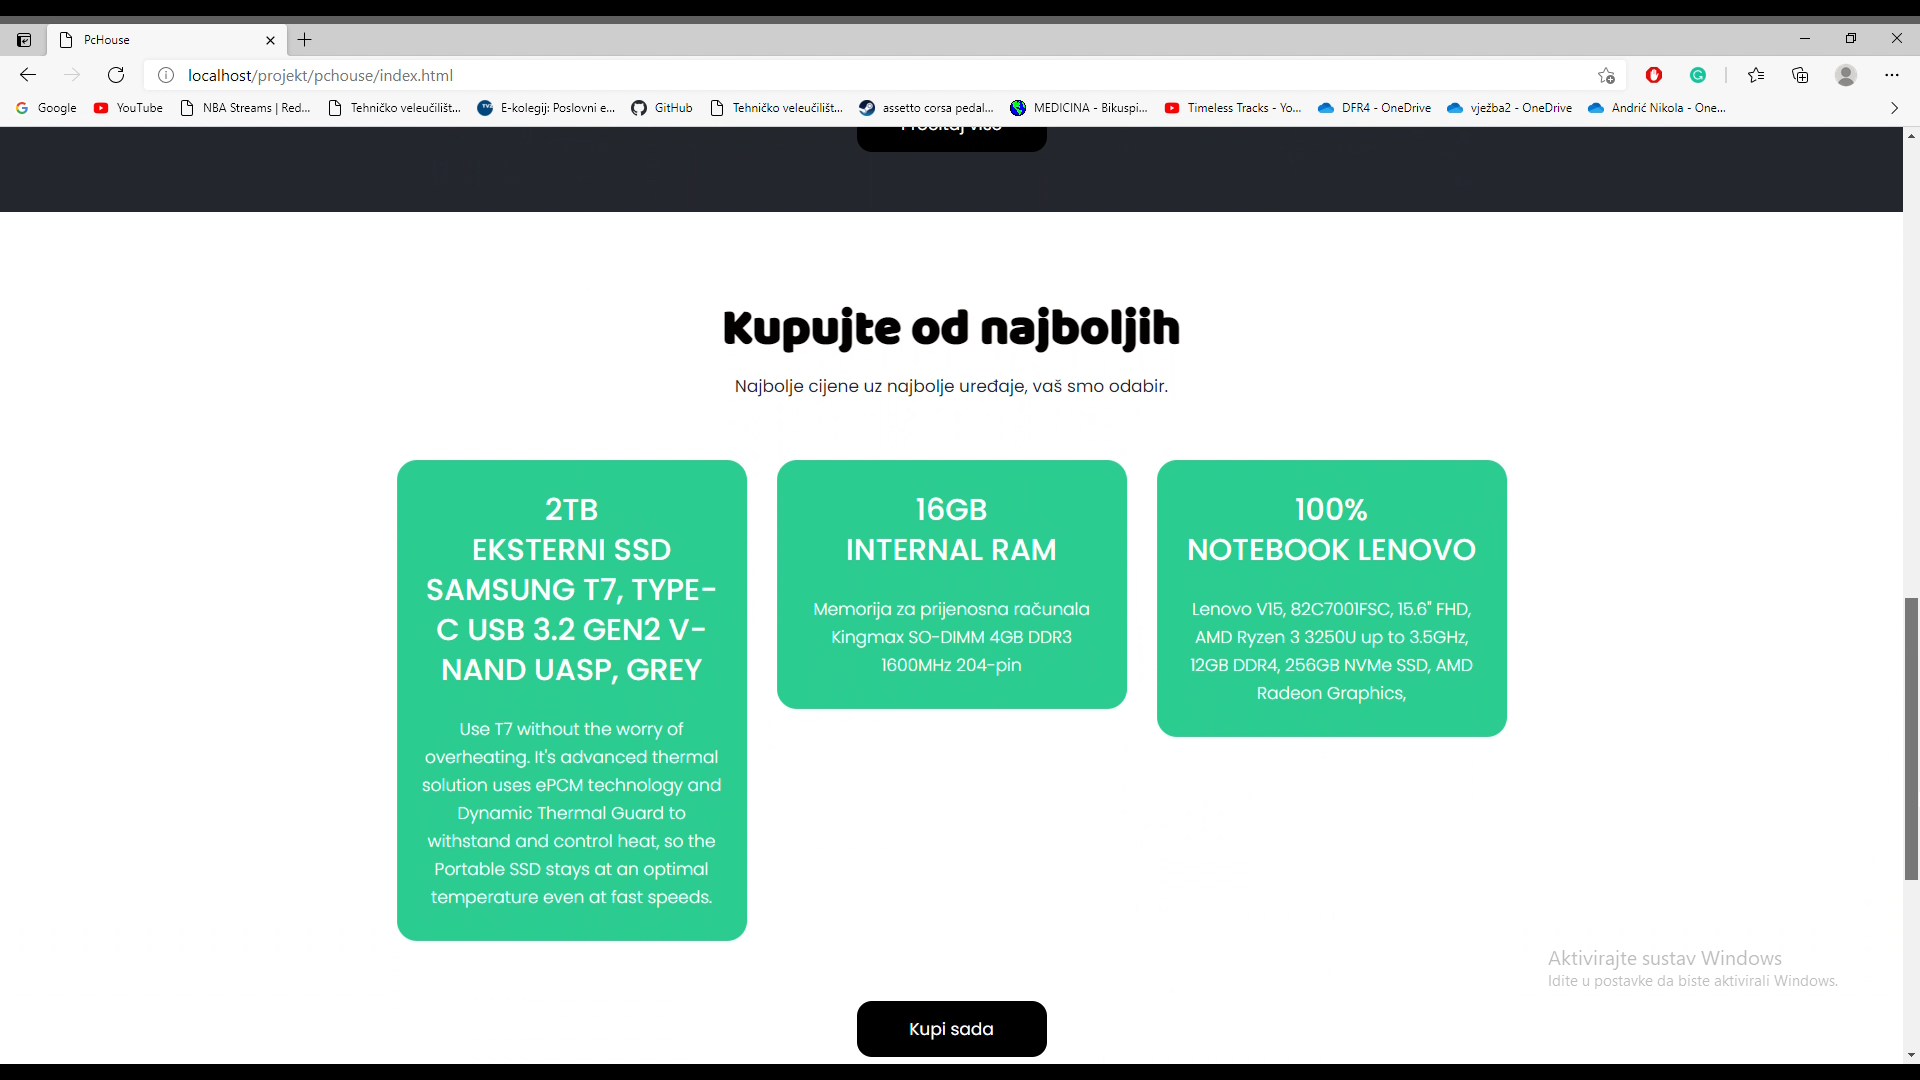 PcHouse
localhost/projekt/pchouse/index.html
Google
YouTube
NBA Streams | Red...
Tehničko veleučilišt...
E-kolegij: Poslovni e...
GitHub
Tehničko veleučilišt...
assetto corsa pedal...
MEDICINA - Bikuspi...
Timeless Tracks - Yo...
DFR4 - OneDrive
vježba2 - OneDrive
Andrić Nikola - One...
Pročitaj više
Kupujte od najboljih
Najbolje cijene uz najbolje uređaje, vaš smo odabir.
2TB
EKSTERNI SSD
SAMSUNG T7, TYPE-
C USB 3.2 GEN2 V-
NAND UASP, GREY
Use T7 without the worry of
overheating. It's advanced thermal
solution uses ePCM technology and
Dynamic Thermal Guard to
withstand and control heat, so the
Portable SSD stays at an optimal
temperature even at fast speeds.
16GB
INTERNAL RAM
Memorija za prijenosna računala
Kingmax SO-DIMM 4GB DDR3
1600MHz 204-pin
100%
NOTEBOOK LENOVO
Lenovo V15, 82C7001FSC, 15.6" FHD,
AMD Ryzen 3 3250U up to 3.5GHz,
12GB DDR4, 256GB NVMe SSD, AMD
Radeon Graphics,
Aktivirajte sustav Windows
Idite u postavke da biste aktivirali Windows.
Kupi sada